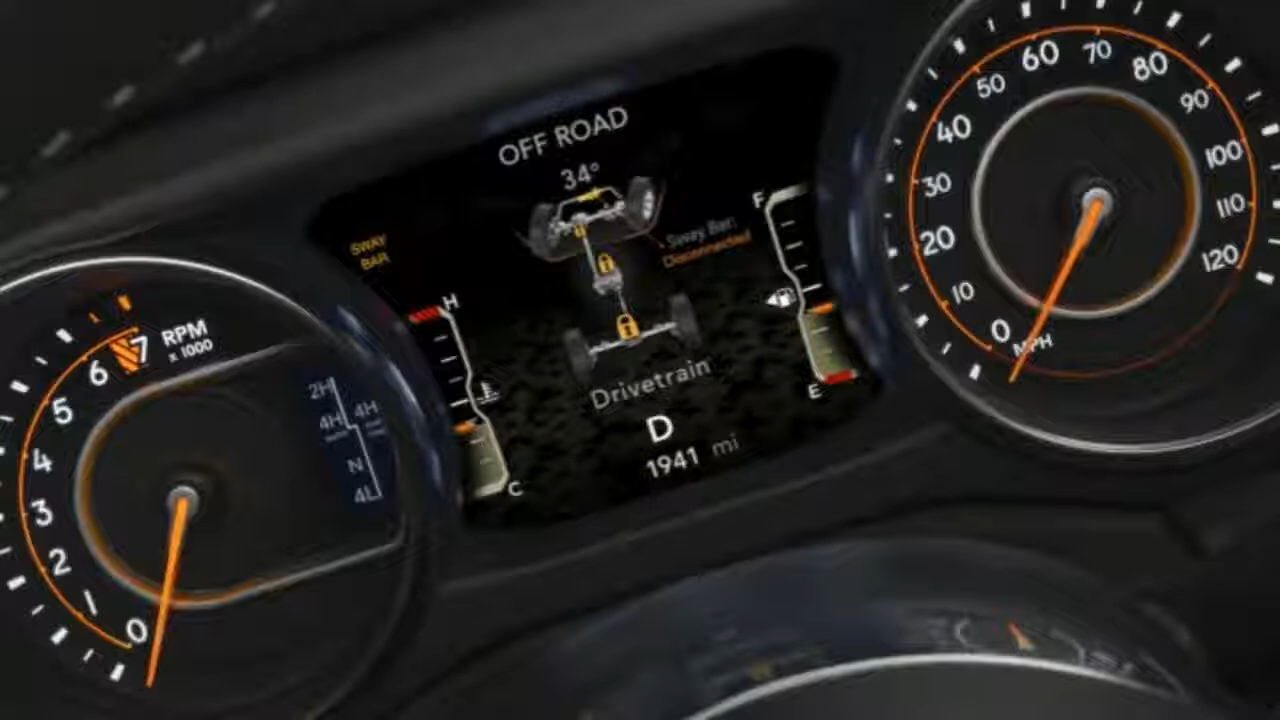 7
RPM
x 1000
6
5
4
3
2
1
0
2H
4H 4H
N
4L
SWAY
BAR
H
C
OFF ROAD
34°
Sway Bar:
Disconnected
Drivetrain
D
1941 mi
F
E
0
10
20
30
40
50
60
70
80
90
100
110
120
MPH